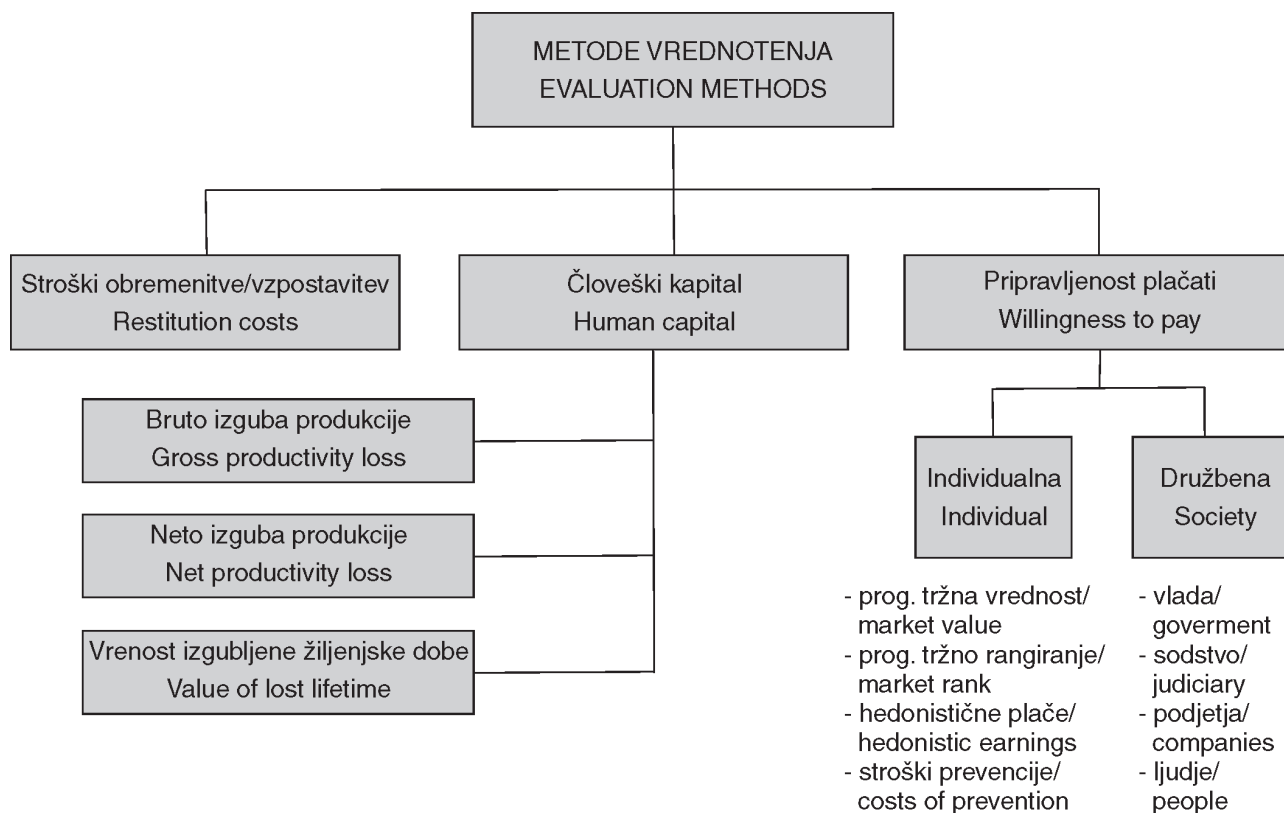 METODE VREDNOTENJA
EVALUATION METHODS
Stroški obremenitve/vzpostavitev
Restitution costs
Človeški kapital
Human capital
Pripravljenost plačati
Willingness to pay
Bruto izguba produkcije
Gross productivity loss
Neto izguba produkcije
Net productivity loss
Vrenost izgubljene žiljenjske dobe
Value of lost lifetime
Individualna
Individual
Družbena
Society
- prog. tržna vrednost/
market value
- prog. tržno rangiranje/
market rank
- hedonistične plače/
hedonistic earnings
- stroški prevencije/
costs of prevention
- vlada/
goverment
- sodstvo/
judiciary
- podjetja/
companies
- ljudje/
people